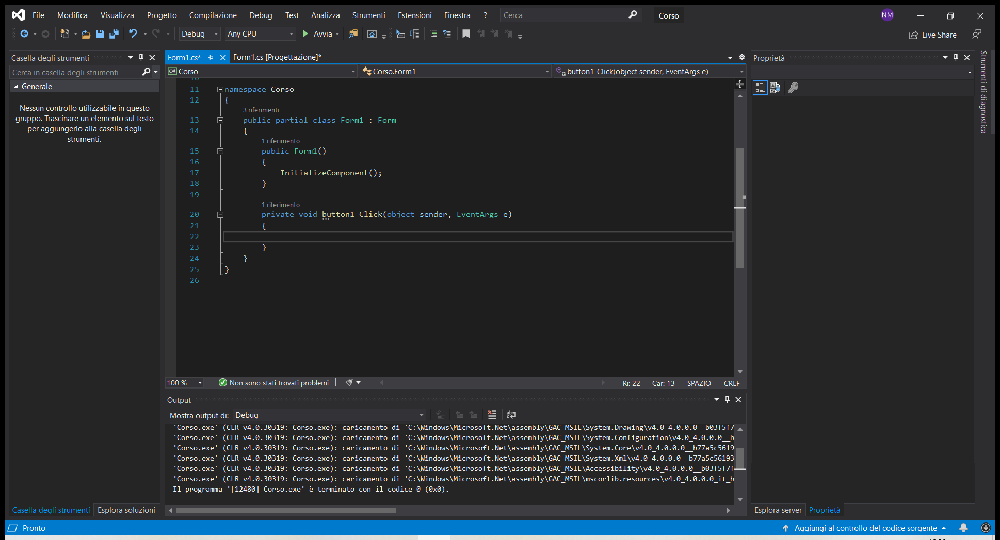 File Modifica Visualizza Progetto Compilazione Debug Test Analizza Strumenti Estensioni Finestra ? Cerca Corso NM
Debug Any CPU Avvia Live Share
Casella degli strumenti
Cerca in casella degli strumenti
Generale
Nessun controllo utilizzabile in questo
gruppo. Trascinare un elemento sul testo
per aggiungerlo alla casella degli
strumenti.
Casella degli strumenti Esplora soluzioni
Form1.cs* Form1.cs [Progettazione]*
C# Corso Corso.Form1 button1_Click(object sender, EventArgs e)
10
11 namespace Corso
12 {
3 riferimenti
13 public partial class Form1 : Form
14 {
1 riferimento
15 public Form1()
16 {
17 InitializeComponent();
18 }
19
1 riferimento
20 private void button1_Click(object sender, EventArgs e)
21 {
22
23 }
24 }
25 }
26
100 % Non sono stati trovati problemi Ri: 22 Car: 13 SPAZIO CRLF
Output
Mostra output di: Debug
'Corso.exe' (CLR v4.0.30319: Corso.exe): caricamento di 'C:\Windows\Microsoft.Net\assembly\GAC_MSIL\System.Drawing\v4.0_4.0.0.0__b03f5f7
'Corso.exe' (CLR v4.0.30319: Corso.exe): caricamento di 'C:\Windows\Microsoft.Net\assembly\GAC_MSIL\System.Configuration\v4.0_4.0.0.0__b
'Corso.exe' (CLR v4.0.30319: Corso.exe): caricamento di 'C:\Windows\Microsoft.Net\assembly\GAC_MSIL\System.Core\v4.0_4.0.0.0__b77a5c5619
'Corso.exe' (CLR v4.0.30319: Corso.exe): caricamento di 'C:\Windows\Microsoft.Net\assembly\GAC_MSIL\System.Xml\v4.0_4.0.0.0__b77a5c56193
'Corso.exe' (CLR v4.0.30319: Corso.exe): caricamento di 'C:\Windows\Microsoft.Net\assembly\GAC_MSIL\Accessibility\v4.0_4.0.0.0__b03f5f7f
'Corso.exe' (CLR v4.0.30319: Corso.exe): caricamento di 'C:\Windows\Microsoft.Net\assembly\GAC_MSIL\mscorlib.resources\v4.0_4.0.0.0_it_b
Il programma '[12480] Corso.exe' è terminato con il codice 0 (0x0).
Proprietà
Esplora server Proprietà
Strumenti di diagnostica
Pronto Aggiungi al controllo del codice sorgente